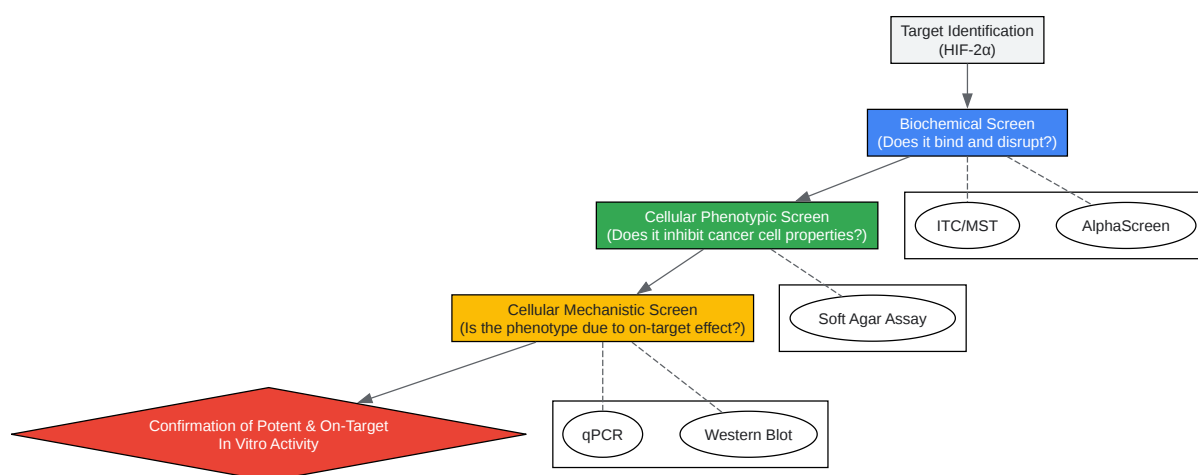 Target Identification
(HIF-2α)
Biochemical Screen
(Does it bind and disrupt?)
Cellular Phenotypic Screen
(Does it inhibit cancer cell properties?)
ITC/MST
AlphaScreen
Cellular Mechanistic Screen
(Is the phenotype due to on-target effect?)
Soft Agar Assay
Confirmation of Potent & On-Target
In Vitro Activity
qPCR
Western Blot